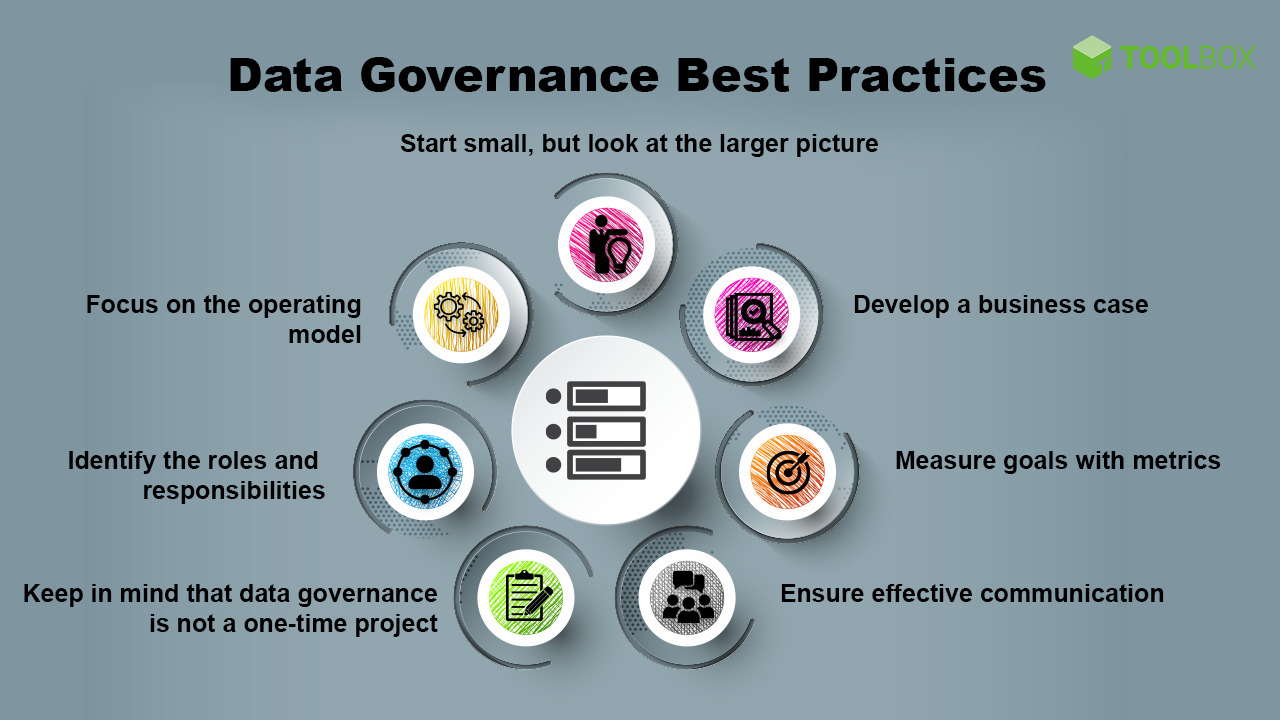 Data Governance Best Practices
TOOLBOX
Start small, but look at the larger picture
Focus on the operating
model
Develop a business case
Identify the roles and
responsibilities
Measure goals with metrics
Keep in mind that data governance
is not a one-time project
Ensure effective communication